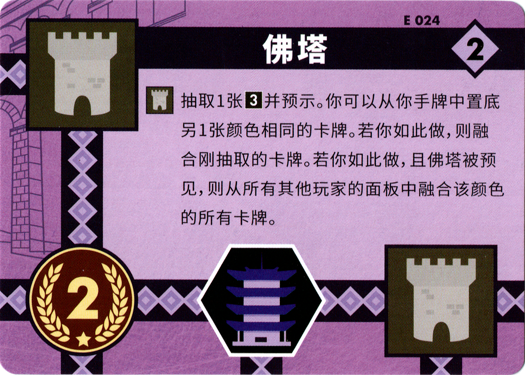 E 024
佛塔
2
抽取1张3并预示。你可以从你手牌中置底
另1张颜色相同的卡牌。若你如此做，则融
合刚抽取的卡牌。若你如此做，且佛塔被预
见，则从所有其他玩家的面板中融合该颜色
的所有卡牌。
2